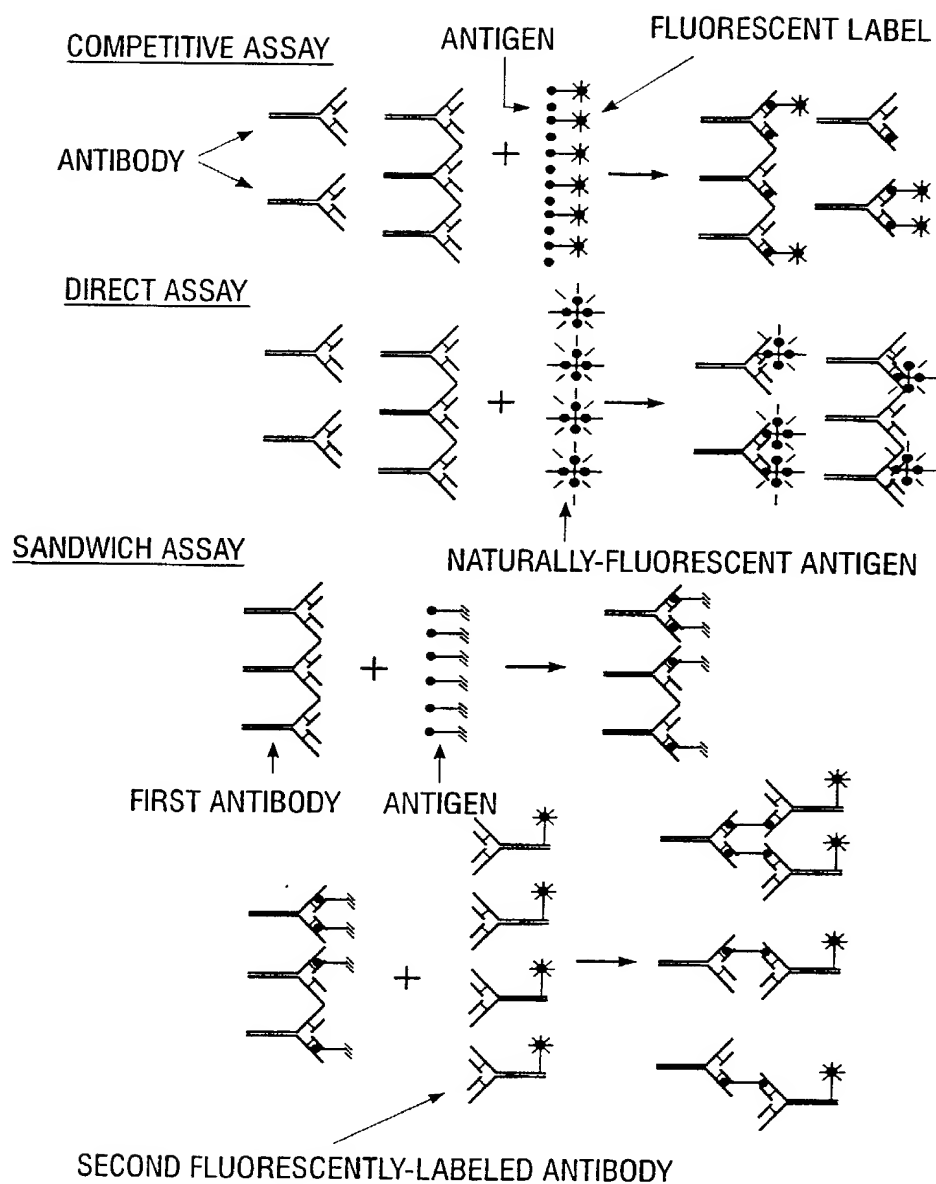 COMPETITIVE ASSAY
ANTIGEN
FLUORESCENT LABEL
ANTIBODY
DIRECT ASSAY
NATURALLY-FLUORESCENT ANTIGEN
SANDWICH ASSAY
FIRST ANTIBODY
ANTIGEN
SECOND FLUORESCENTLY-LABELED ANTIBODY